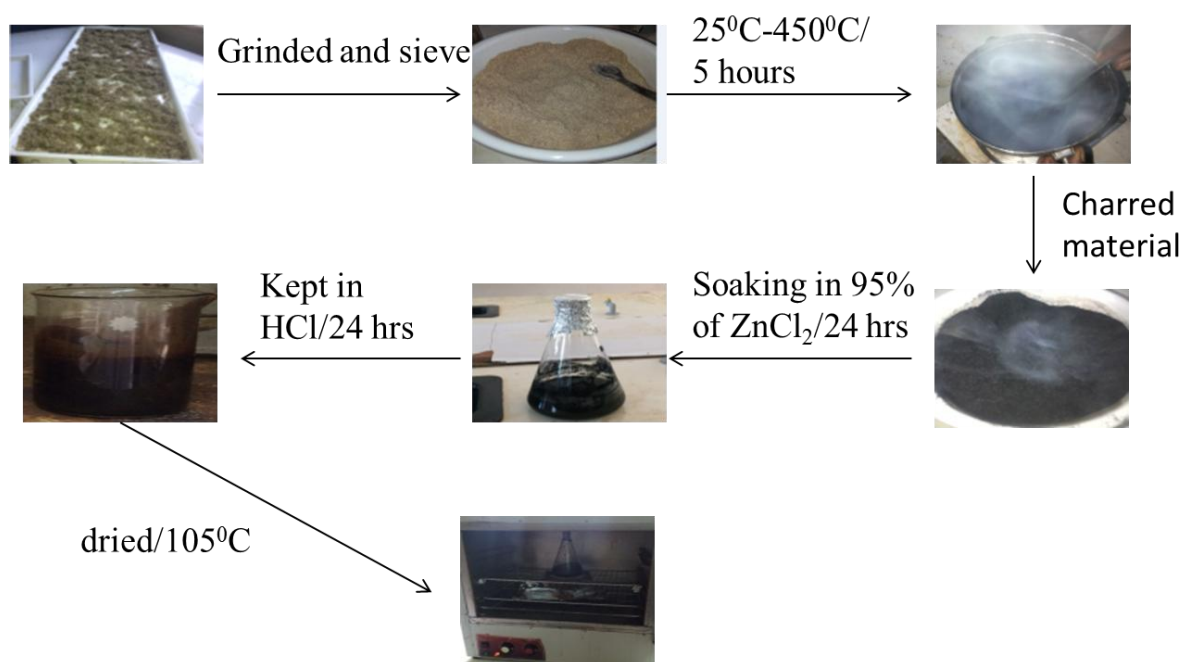 Grinded and sieve
25⁰C-450⁰C/
5 hours
Charred
material
Soaking in 95%
of ZnCl₂/24 hrs
Kept in
HCl/24 hrs
dried/105⁰C